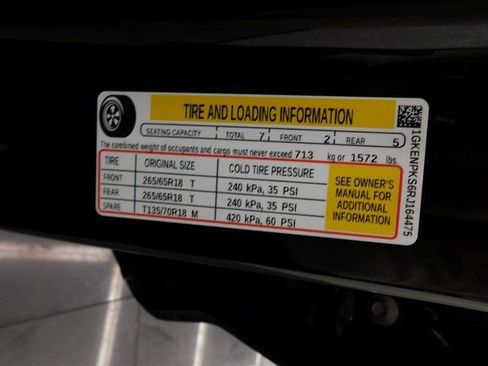 TIRE AND LOADING INFORMATION
SEATING CAPACITY TOTAL 7 FRONT 2 REAR 5
The combined weight of occupants and cargo must never exceed 713 kg or 1572 lbs.
TIRE ORIGINAL SIZE COLD TIRE PRESSURE
FRONT 265/65R18 T 240 kPa, 35 PSI
REAR 265/65R18 T 240 kPa, 35 PSI
SPARE T135/70R18 M 420 kPa, 60 PSI
SEE OWNER'S
MANUAL FOR
ADDITIONAL
INFORMATION
1GKENPKS6RJ164475